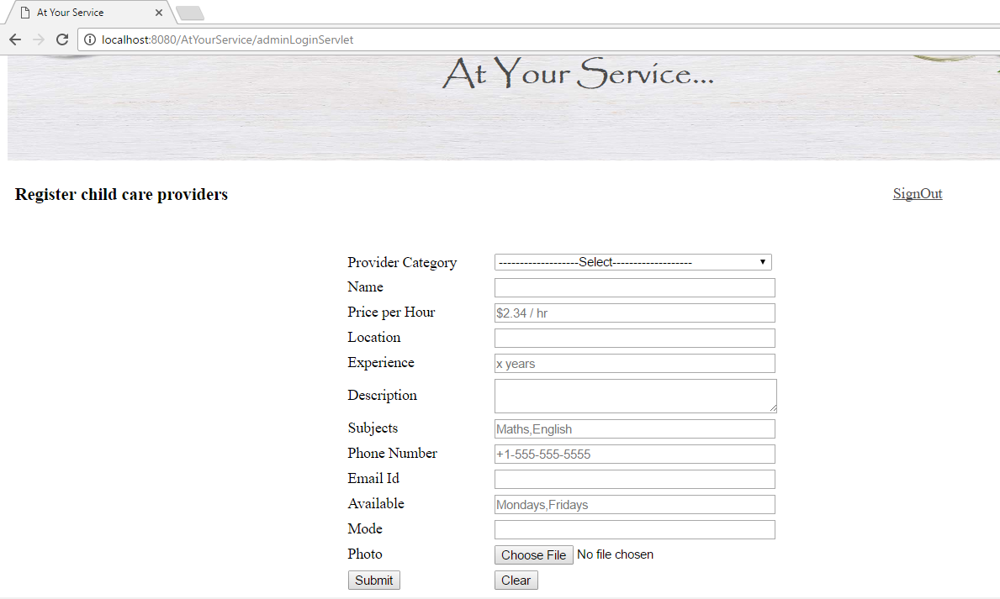 At Your Service
localhost:8080/AtYourService/adminLoginServlet
At Your Service...
Register child care providers
SignOut
Provider Category -------------------Select-------------------
Name
Price per Hour $2.34 / hr
Location
Experience x years
Description
Subjects Maths,English
Phone Number +1-555-555-5555
Email Id
Available Mondays,Fridays
Mode
Photo Choose File No file chosen
Submit Clear